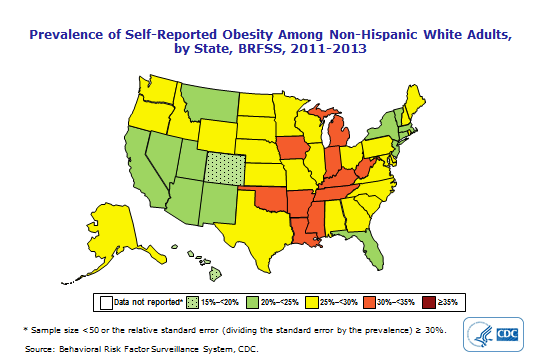 Prevalence of Self-Reported Obesity Among Non-Hispanic White Adults,
by State, BRFSS, 2011-2013
Data not reported* 15%-<20% 20%-<25% 25%-<30% 30%-<35% ≥35%
* Sample size <50 or the relative standard error (dividing the standard error by the prevalence) ≥ 30%.
Source: Behavioral Risk Factor Surveillance System, CDC.
CDC